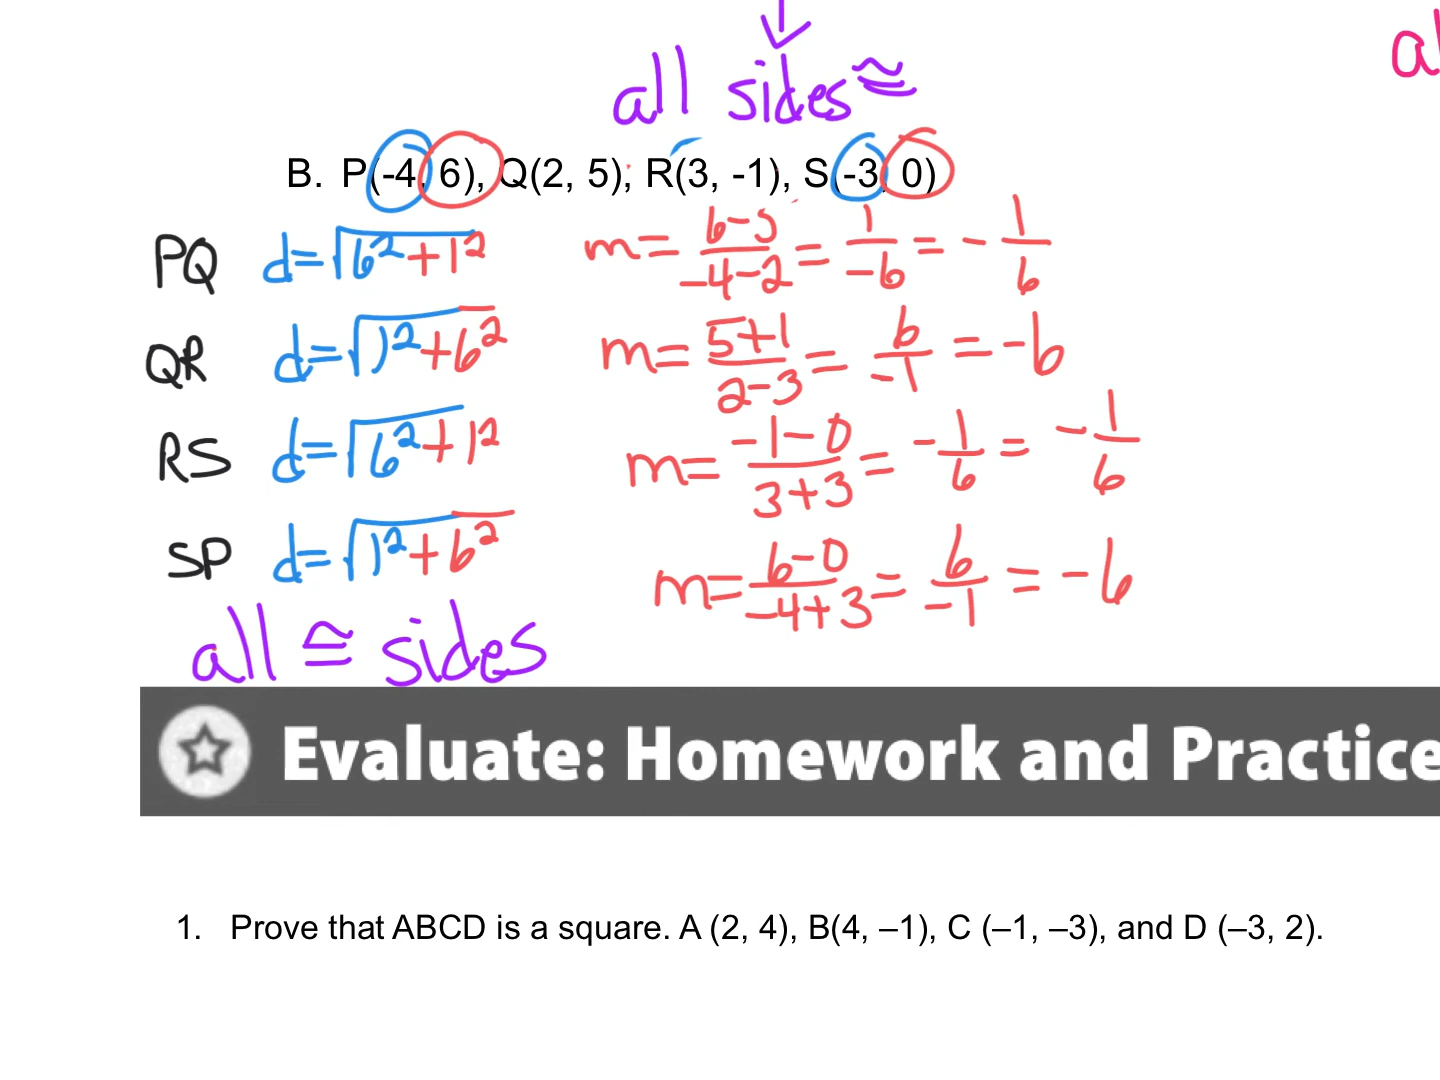 all sides ≅
a
B. P(-4, 6), Q(2, 5), R(3, -1), S(-3, 0)
PQ d=√6²+1² m= 6-5/-4-2 = 1/-6 = -1/6
QR d=√1²+6² m= 5+1/2-3 = 6/-1 = -6
RS d=√6²+1² m= -1-0/3+3 = -1/6 = -1/6
SP d=√1²+6² m= 6-0/-4+3 = 6/-1 = -6
all ≅ sides
Evaluate: Homework and Practice
1. Prove that ABCD is a square. A (2, 4), B(4, –1), C (–1, –3), and D (–3, 2).